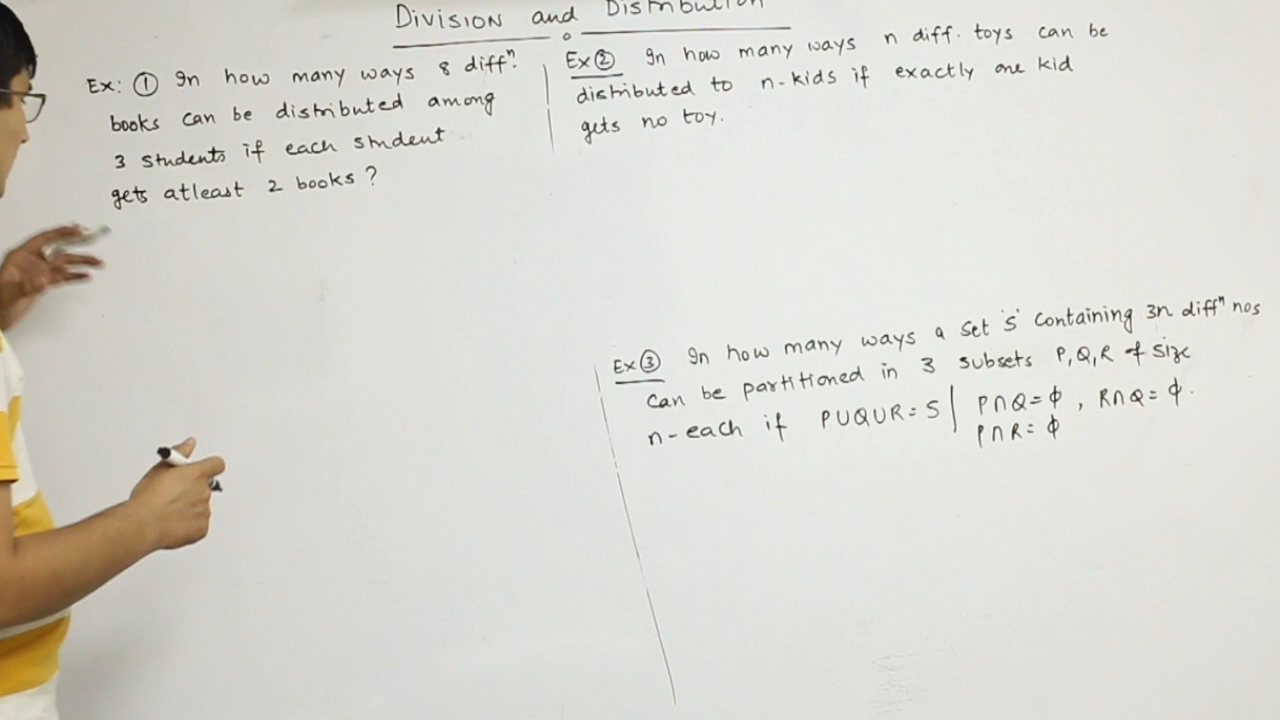 Division and Distribution
Ex: ① In how many ways 8 diffⁿ.
books can be distributed among
3 students if each student
gets atleast 2 books ?
Ex② In how many ways n diff. toys can be
distributed to n-kids if exactly one kid
gets no toy.
Ex③ In how many ways a set 'S' containing 3n diffⁿ nos
can be partitioned in 3 subsets P,Q,R of size
n-each if P∪Q∪R=S | P∩Q=ϕ, R∩Q=ϕ.
P∩R=ϕ